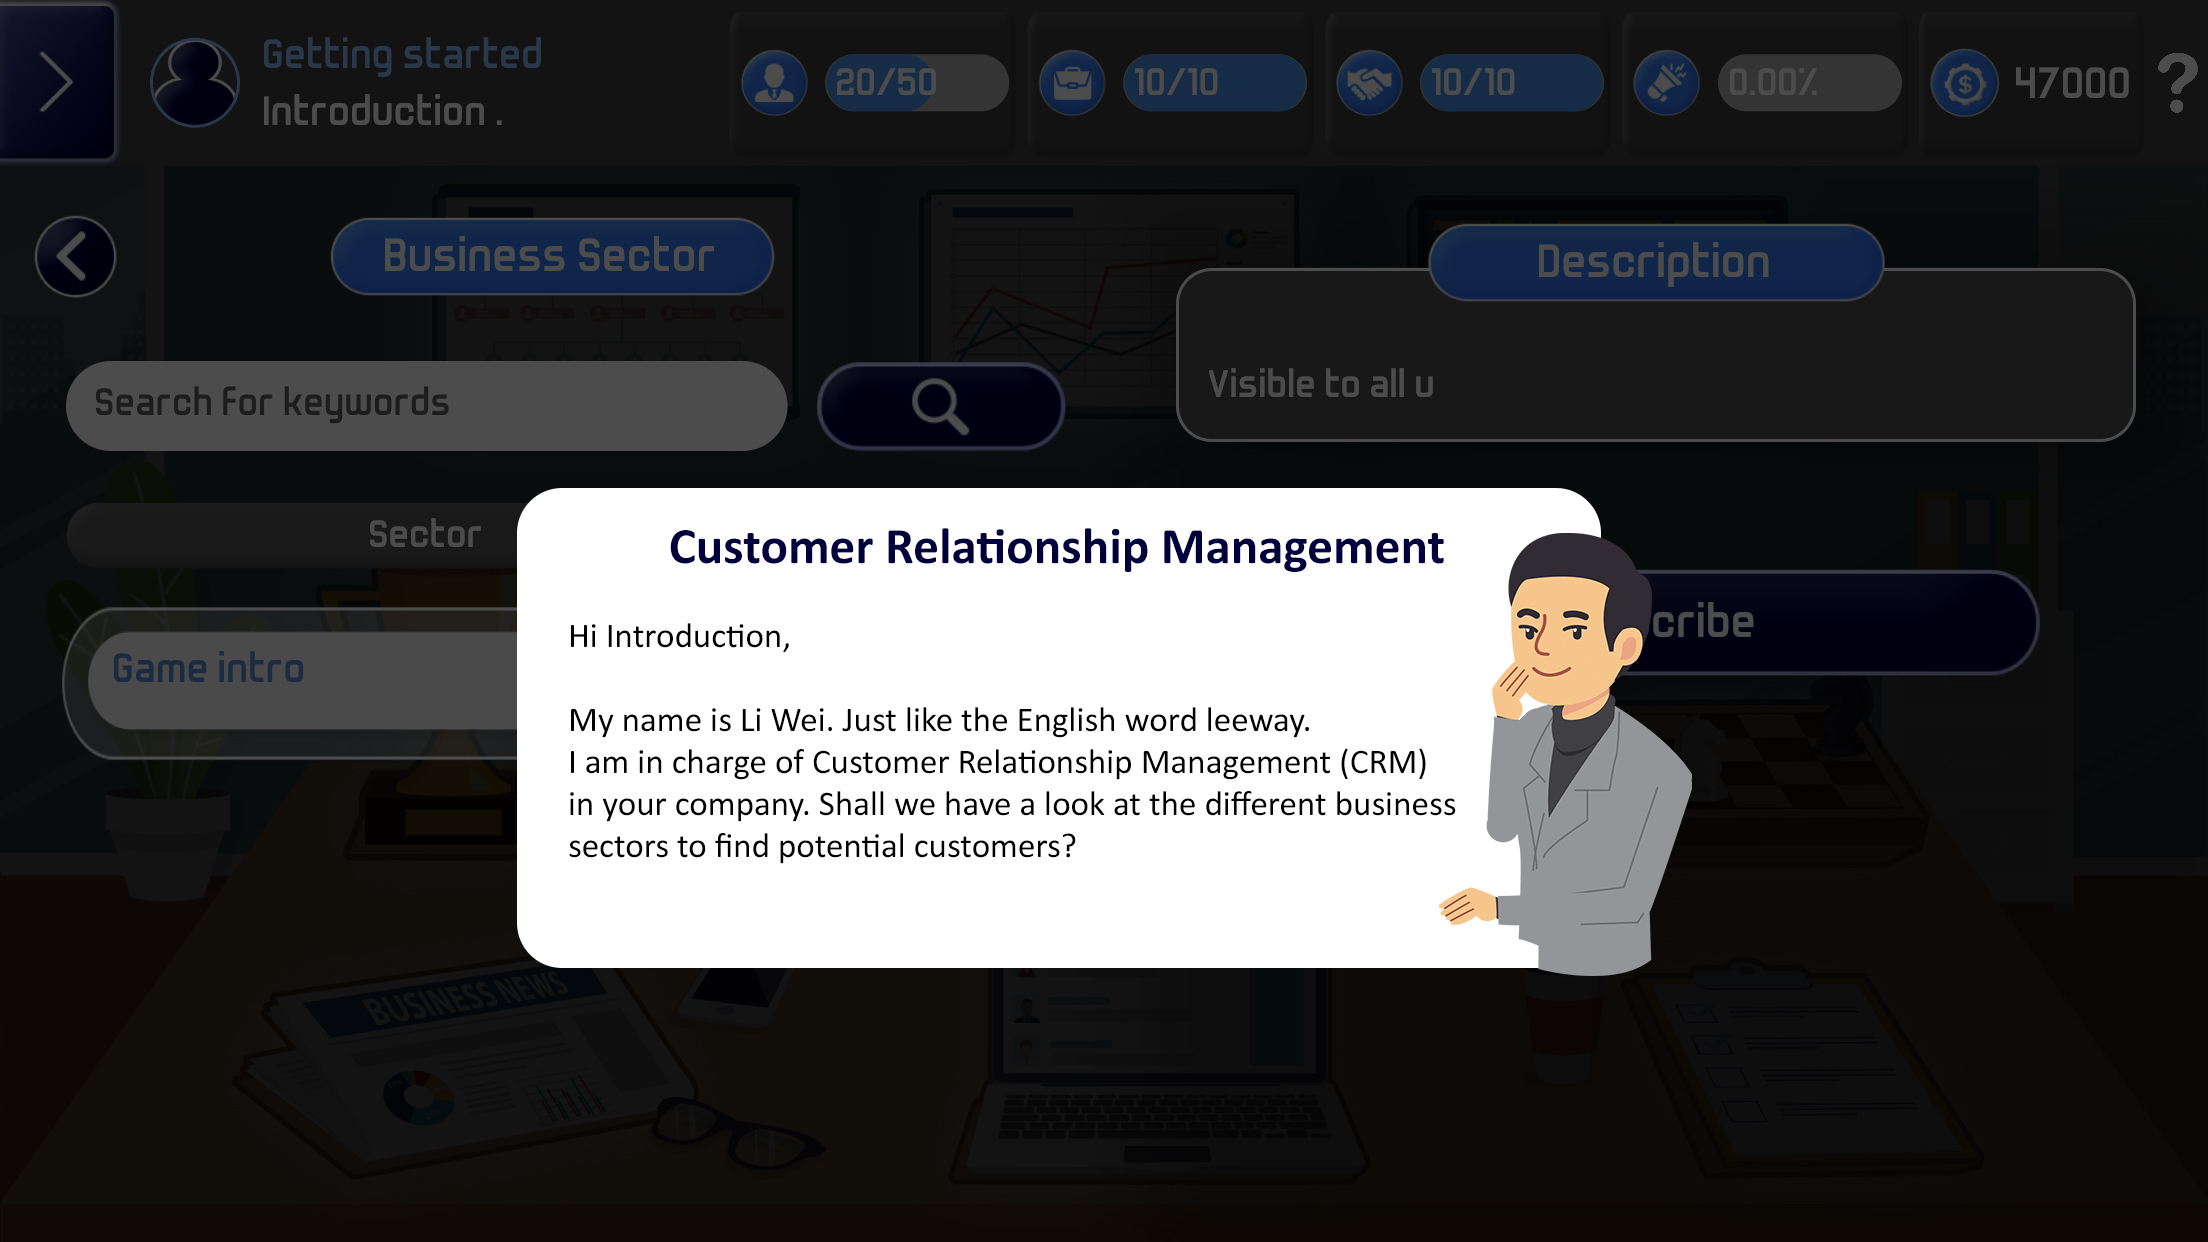 Getting started
Introduction .
20/50
10/10
10/10
0.00%
47000
?
Business Sector
Description
Search for keywords
Visible to all u
Sector
cribe
Game intro
Customer Relationship Management
Hi Introduction,
My name is Li Wei. Just like the English word leeway.
I am in charge of Customer Relationship Management (CRM)
in your company. Shall we have a look at the different business
sectors to find potential customers?
BUSINESS NEWS